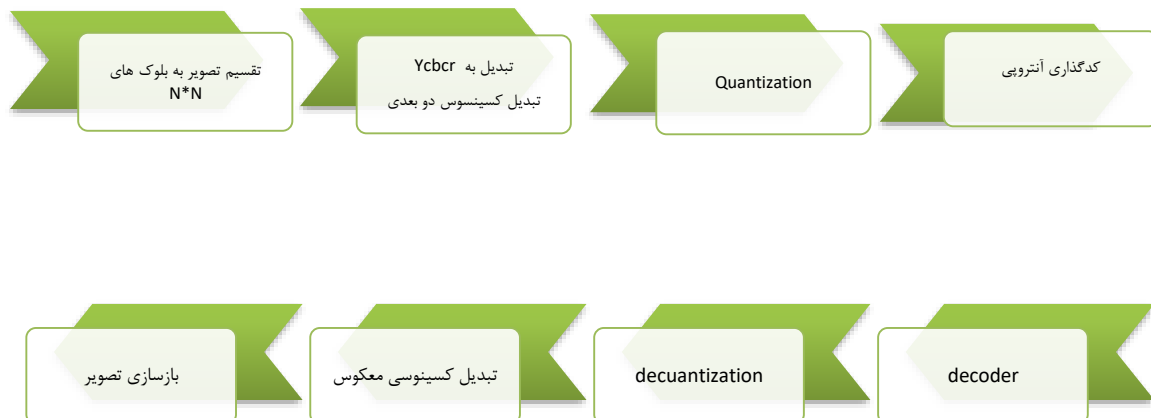 تقسیم تصویر به بلوک های
N*N
تبدیل به Ycbcr
تبدیل کسینسوس دو بعدی
Quantization
کدگذاری آنتروپی
decoder
decuantization
تبدیل کسینوسی معکوس
بازسازی تصویر